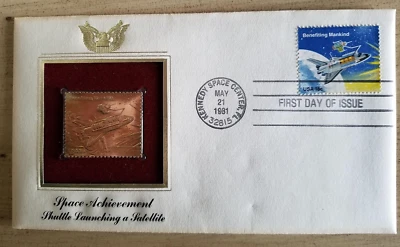 Benefiting Mankind
USA 18c
KENNEDY SPACE CENTER, FL
MAY
21
1981
32815
FIRST DAY OF ISSUE
Space Achievement
Shuttle Launching a Satellite